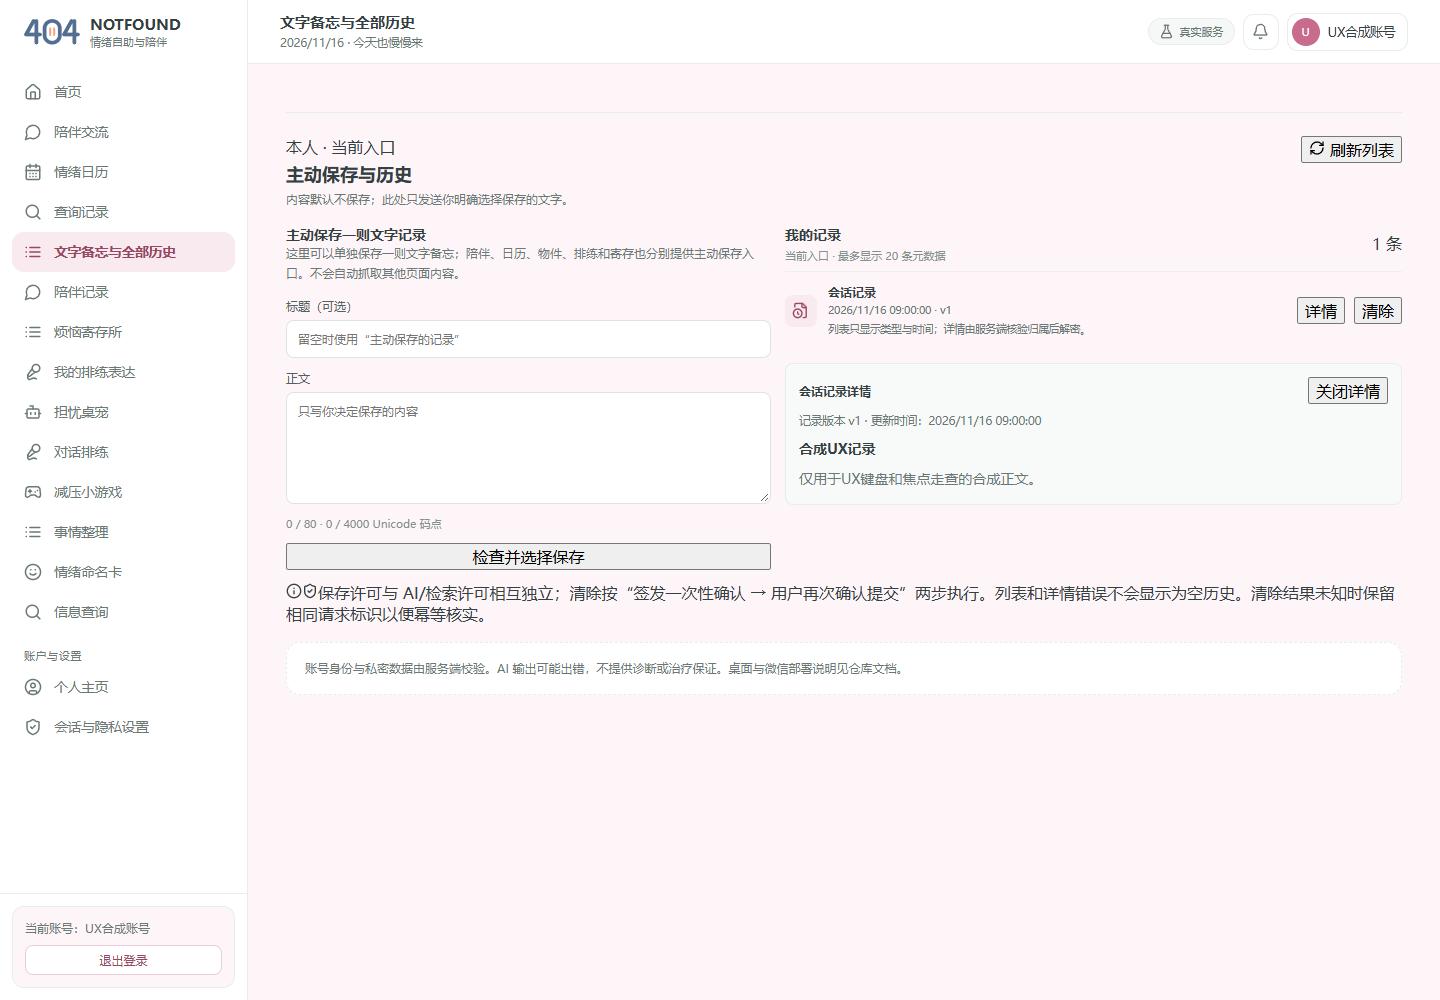 404 NOTFOUND
情绪自助与陪伴
首页
陪伴交流
情绪日历
查询记录
文字备忘与全部历史
陪伴记录
烦恼寄存所
我的排练表达
担忧桌宠
对话排练
减压小游戏
事情整理
情绪命名卡
信息查询
账户与设置
个人主页
会话与隐私设置
当前账号：UX合成账号
退出登录
文字备忘与全部历史
2026/11/16 · 今天也慢慢来
真实服务
U UX合成账号
本人 · 当前入口
主动保存与历史
内容默认不保存；此处只发送你明确选择保存的文字。
刷新列表
主动保存一则文字记录
这里可以单独保存一则文字备忘；陪伴、日历、物件、排练和寄存也分别提供主动保存入
口。不会自动抓取其他页面内容。
标题（可选）
留空时使用“主动保存的记录”
正文
只写你决定保存的内容
0 / 80 · 0 / 4000 Unicode 码点
检查并选择保存
我的记录
当前入口 · 最多显示 20 条元数据
1 条
会话记录
2026/11/16 09:00:00 · v1
列表只显示类型与时间；详情由服务端核验归属后解密。
详情
清除
会话记录详情
关闭详情
记录版本 v1 · 更新时间：2026/11/16 09:00:00
合成UX记录
仅用于UX键盘和焦点走查的合成正文。
保存许可与 AI/检索许可相互独立；清除按“签发一次性确认 → 用户再次确认提交”两步执行。列表和详情错误不会显示为空历史。清除结果未知时保留
相同请求标识以便幂等核实。
账号身份与私密数据由服务端校验。AI 输出可能出错，不提供诊断或治疗保证。桌面与微信部署说明见仓库文档。